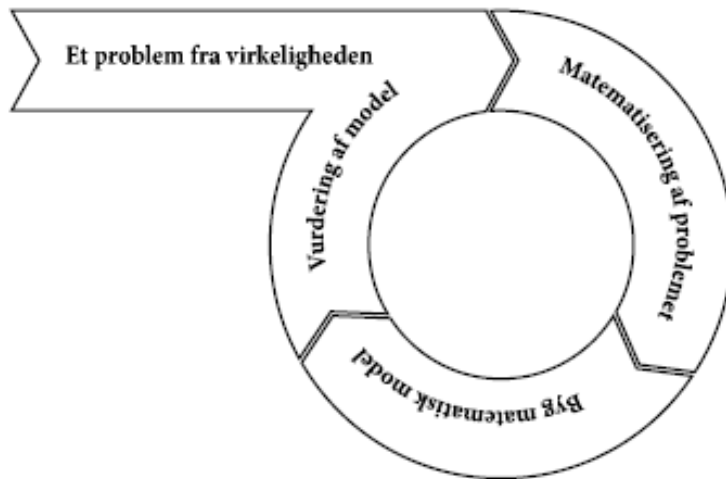 Et problem fra virkeligheden
Matematisering af problemet
Byg matematisk model
Vurdering af model